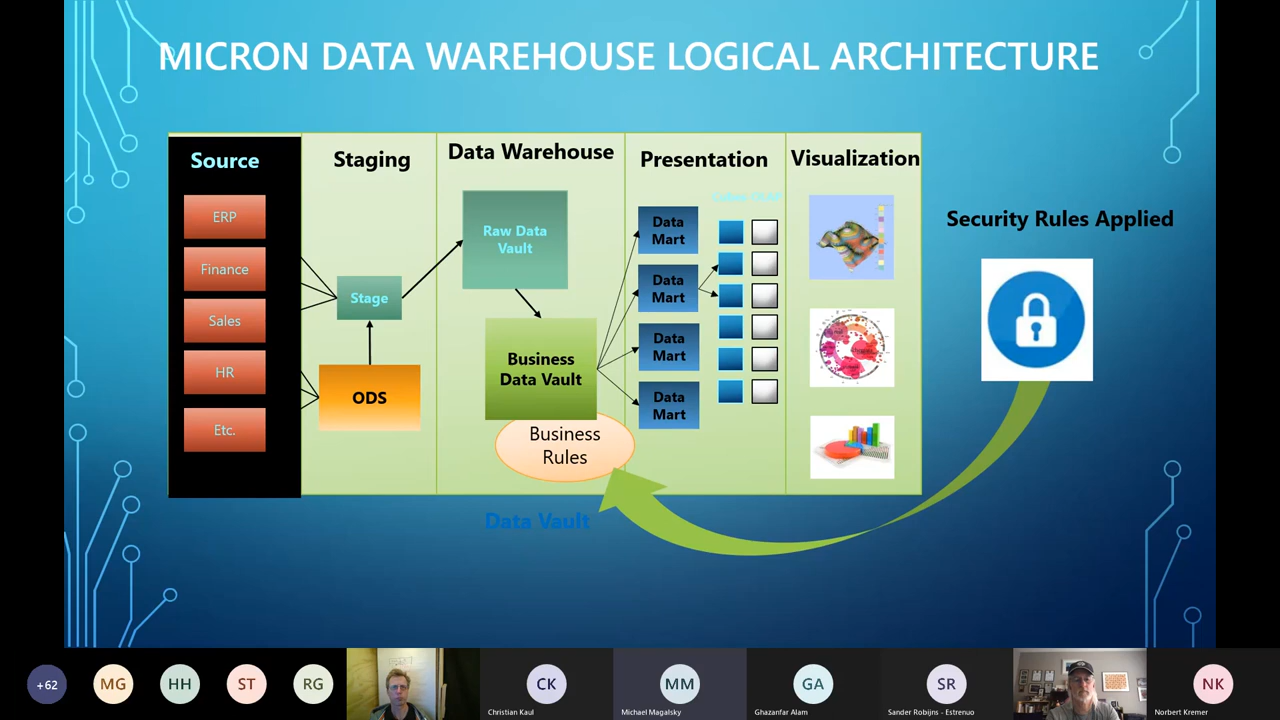 MICRON DATA WAREHOUSE LOGICAL ARCHITECTURE
Source
Staging
Data Warehouse
Presentation
Visualization
ERP
Finance
Sales
HR
Etc.
Stage
ODS
Raw Data
Vault
Business
Data Vault
Business
Rules
Data
Mart
Data
Mart
Data
Mart
Data
Mart
Security Rules Applied
Data Vault
+62
MG
HH
ST
RG
CK
Christian Kaul
MM
Michael Magalsky
GA
Ghazanfar Alam
SR
Sander Robijns - Estrenuo
NK
Norbert Kremer